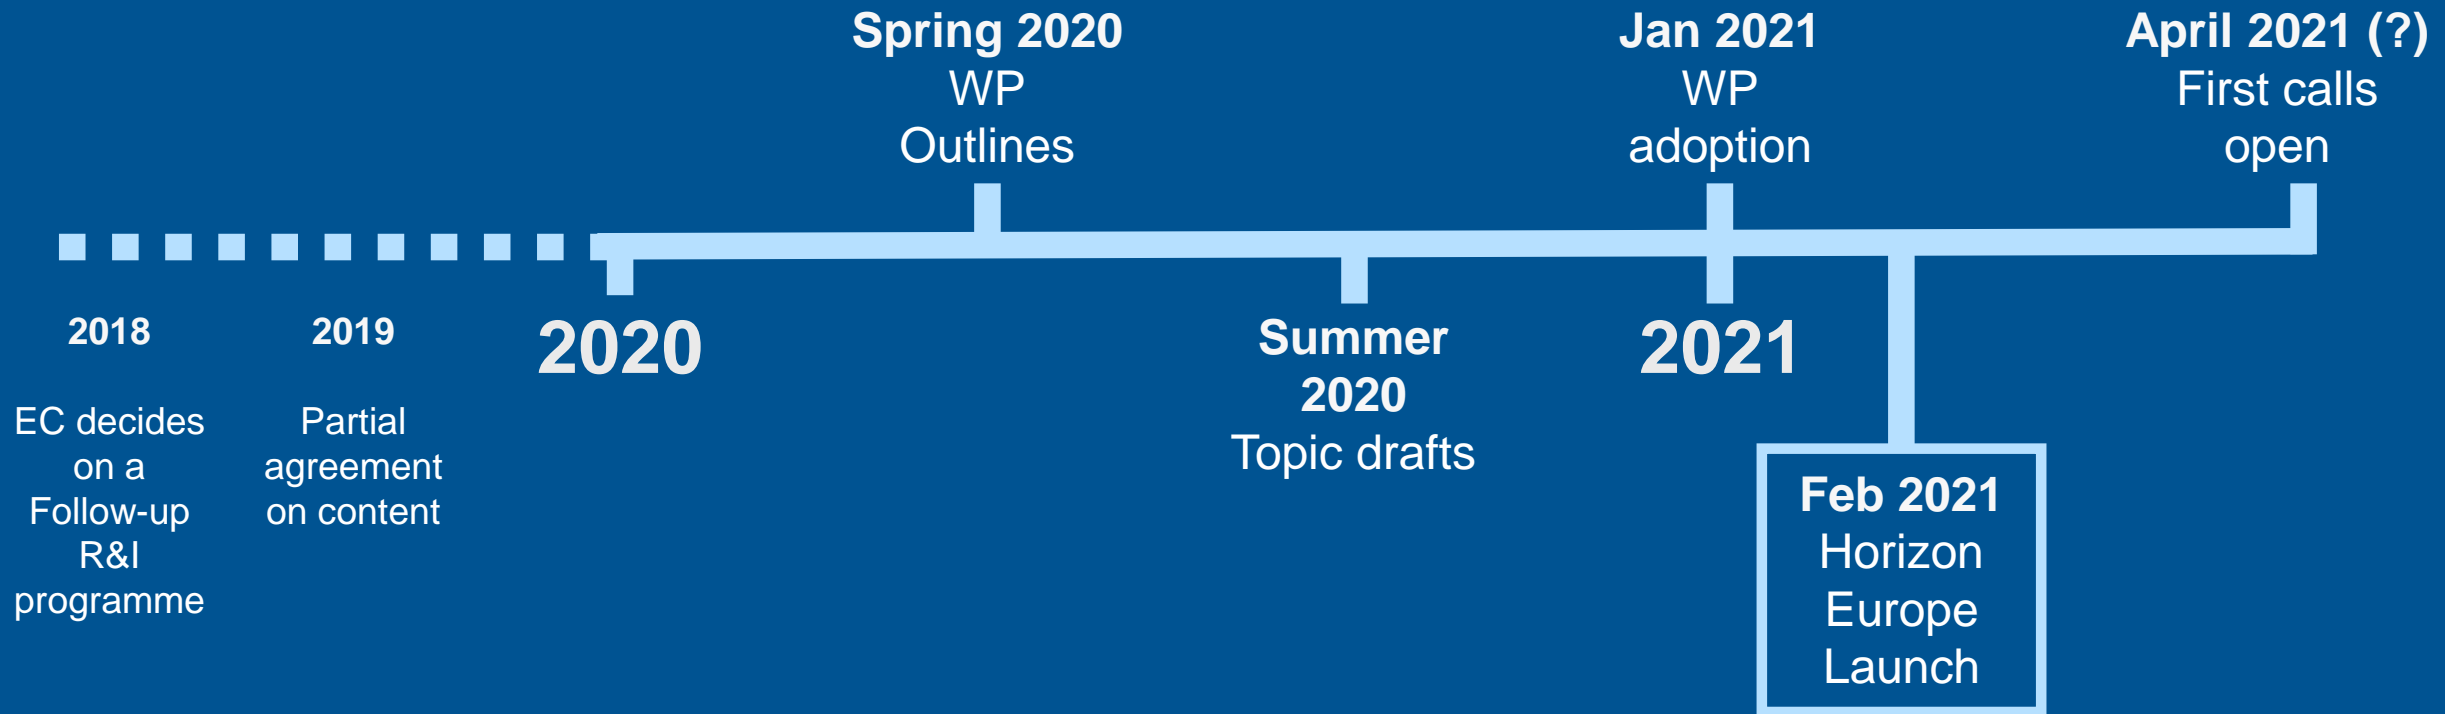 Spring 2020
WP
Outlines
Jan 2021
WP
adoption
April 2021 (?)
First calls
open
2018
EC decides
on a
Follow-up
R&I
programme
2019
Partial
agreement
on content
2020
Summer
2020
Topic drafts
2021
Feb 2021
Horizon
Europe
Launch